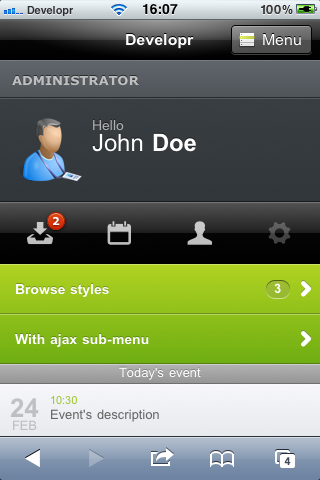 Developr 16:07 100%
Developr Menu
ADMINISTRATOR
Hello
John Doe
2
Browse styles 3
With ajax sub-menu
Today's event
24 FEB
10:30
Event's description
4